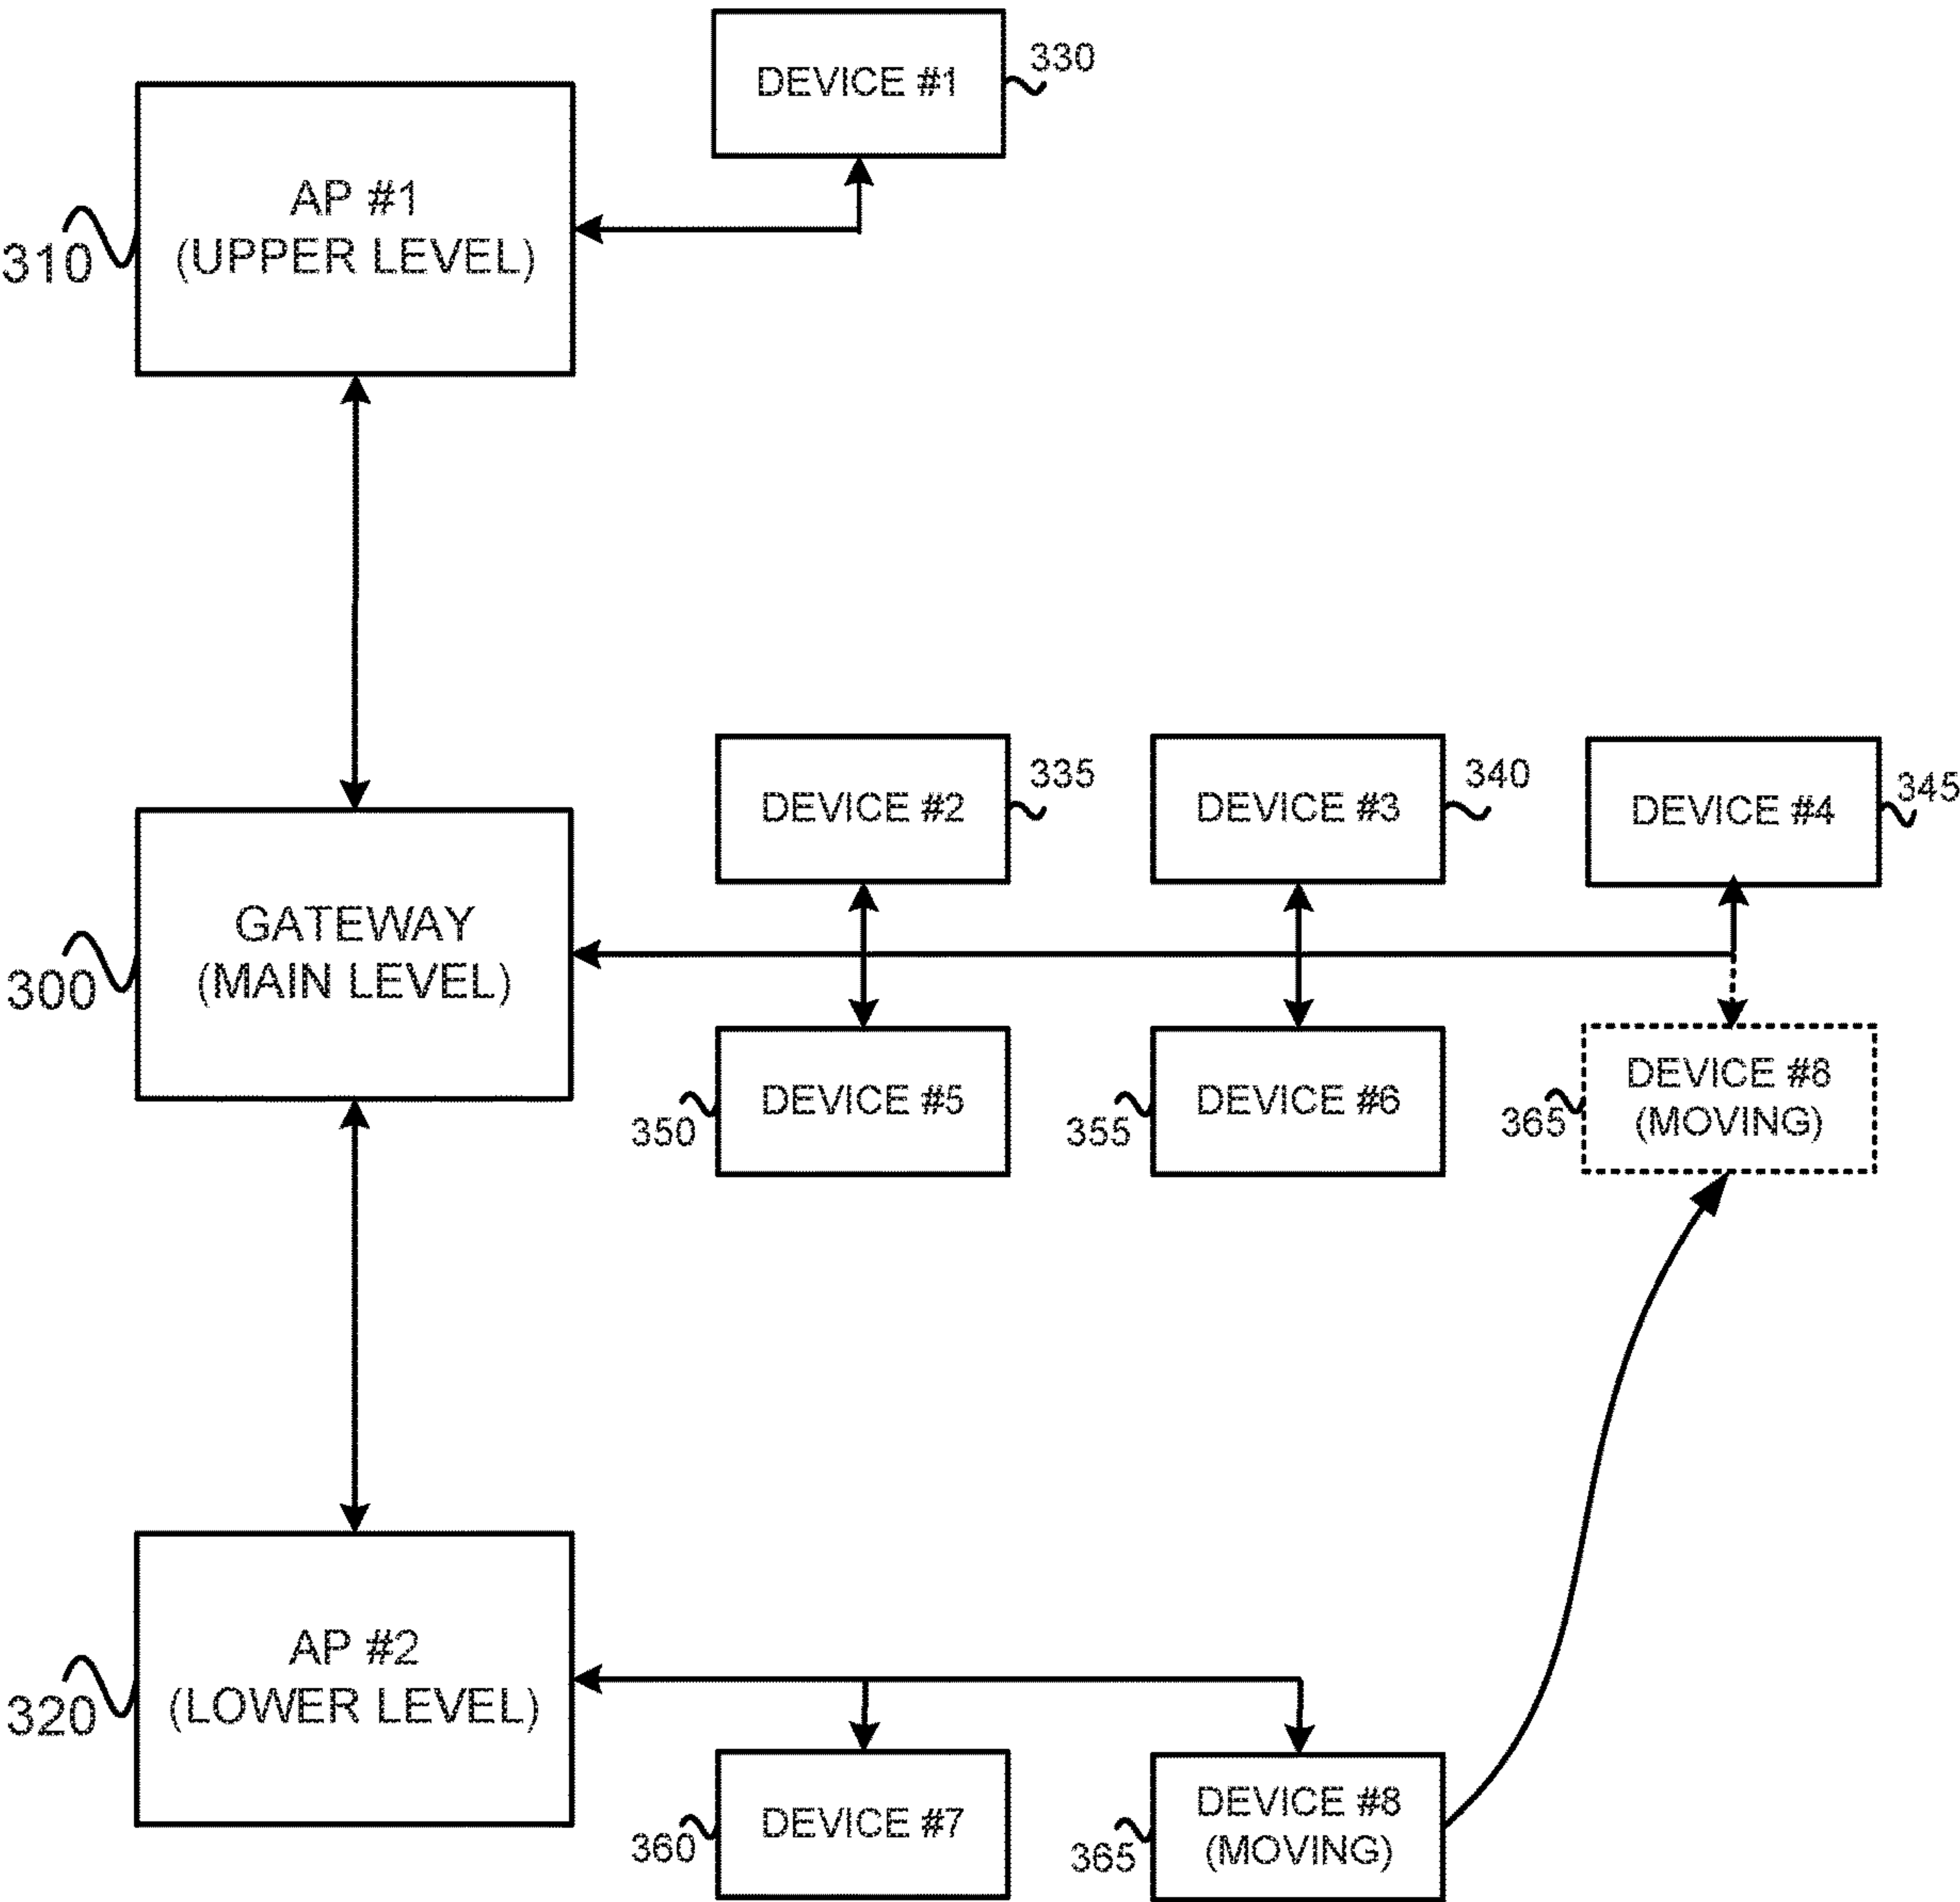 DEVICE #1
330
AP #1
(UPPER LEVEL)
310
DEVICE #2
335
DEVICE #3
340
DEVICE #4
345
GATEWAY
(MAIN LEVEL)
300
DEVICE #5
350
DEVICE #6
355
DEVICE #8
(MOVING)
365
AP #2
(LOWER LEVEL)
320
DEVICE #7
360
DEVICE #8
(MOVING)
365